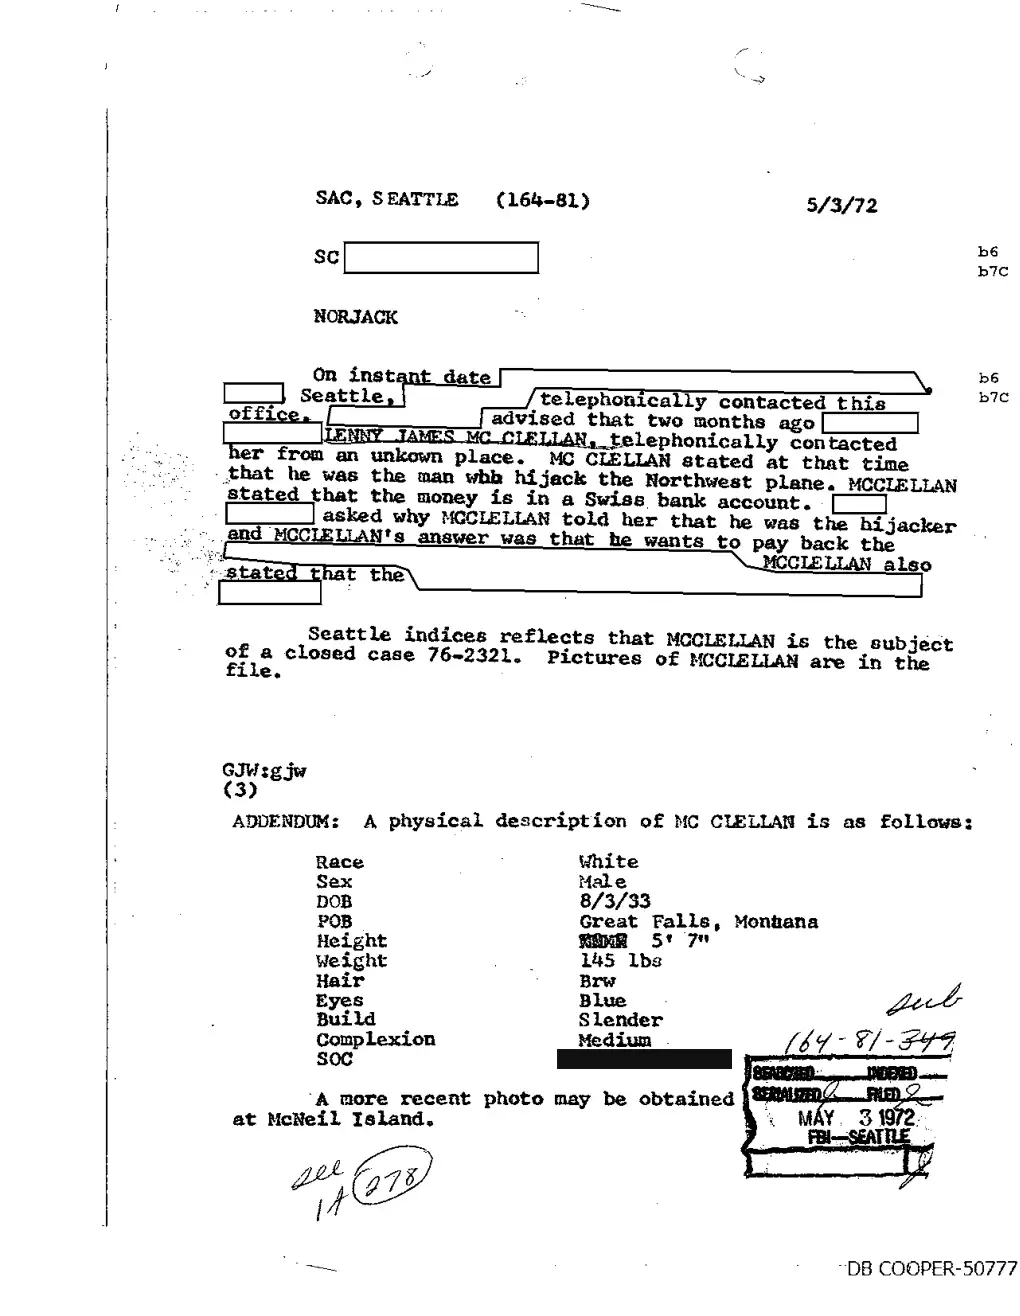 SAC, SEATTLE (164-81) 5/3/72
SC b6
b7C
NORJACK
On instant date b6
, Seattle, telephonically contacted this b7C
office. advised that two months ago
LENNY JAMES MC CLELLAN, telephonically contacted
her from an unkown place. MC CLELLAN stated at that time
that he was the man whb hijack the Northwest plane. MCCLELLAN
stated that the money is in a Swiss bank account.
asked why MCCLELLAN told her that he was the hijacker
and MCCLELLAN's answer was that he wants to pay back the
MCCLELLAN also
stated that the
Seattle indices reflects that MCCLELLAN is the subject
of a closed case 76-2321. Pictures of MCCLELLAN are in the
file.
GJW:gjw
(3)
ADDENDUM: A physical description of MC CLELLAN is as follows:
Race White
Sex Male
DOB 8/3/33
POB Great Falls, Montana
Height 5' 7"
Weight 145 lbs
Hair Brw
Eyes Blue
Build Slender
Complexion Medium
SOC
sub
164-81-349
SEARCHED INDEXED
SERIALIZED FILED
MAY 3 1972
FBI—SEATTLE
A more recent photo may be obtained
at McNeil Island.
see
1A 278
DB COOPER-50777